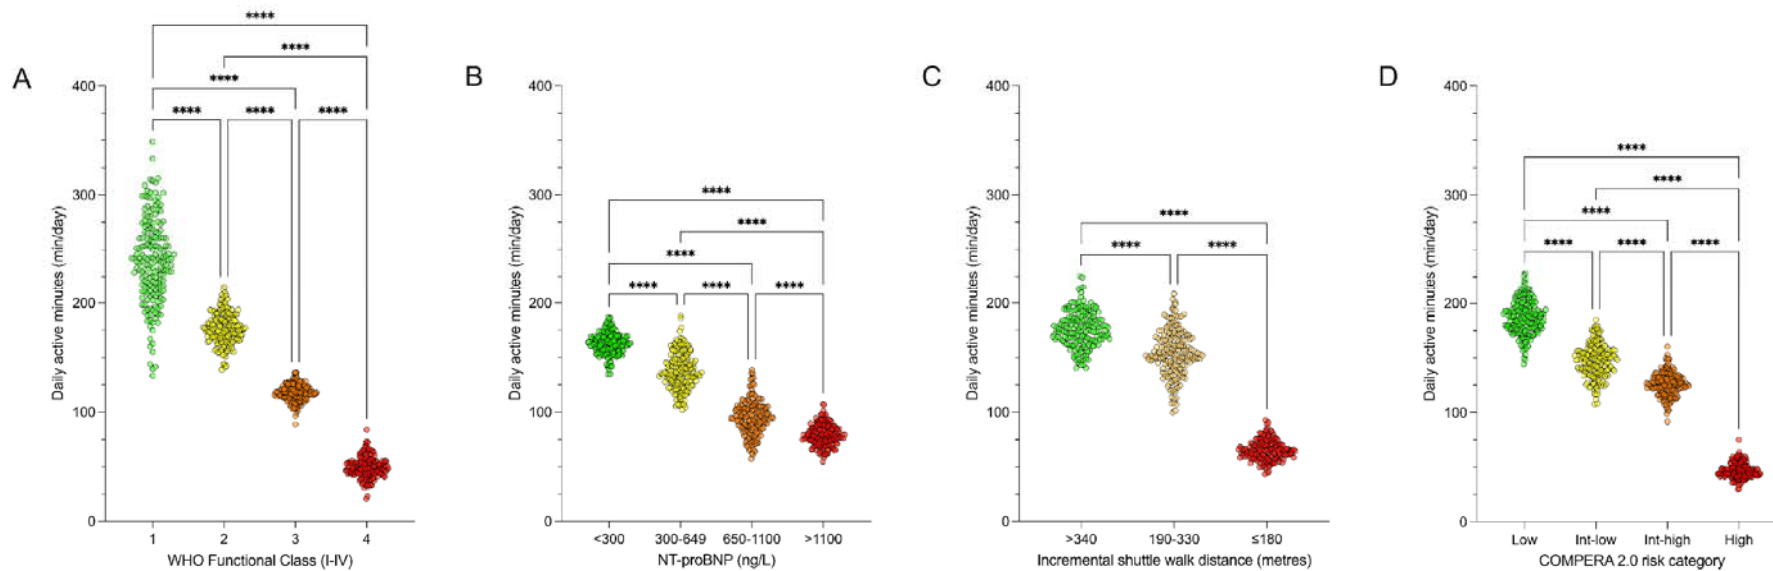 A
****
****
****
**** **** ****
400
300
200
100
0
Daily active minutes (min/day)
1 2 3 4
WHO Functional Class (I-IV)
B
****
****
****
**** **** ****
400
300
200
100
0
Daily active minutes (min/day)
<300 300-649 650-1100 >1100
NT-proBNP (ng/L)
C
****
**** ****
400
300
200
100
0
Daily active minutes (min/day)
>340 190-330 ≤180
Incremental shuttle walk distance (metres)
D
****
****
****
**** **** ****
400
300
200
100
0
Daily active minutes (min/day)
Low Int-low Int-high High
COMPERA 2.0 risk category